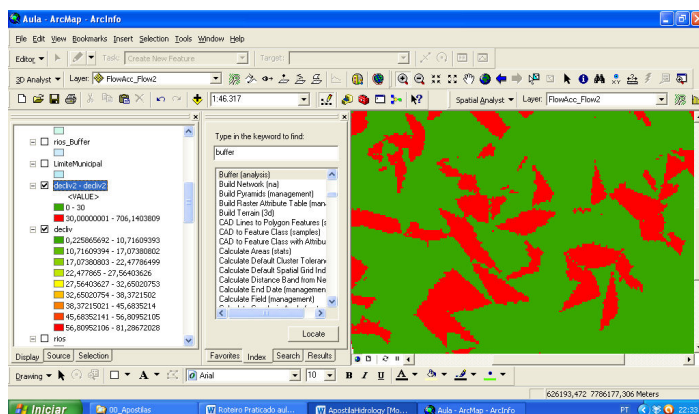 Aula - ArcMap - ArcInfo
File Edit View Bookmarks Insert Selection Tools Window Help
Editor Task: Create New Feature Target:
3D Analyst Layer: FlowAcc_Flow2
1:46.317 Spatial Analyst Layer: FlowAcc_Flow2
rios_Buffer
LimiteMunicipal
decliv2 - decliv2
<VALUE>
0 - 30
30,00000001 - 706,1403809
decliv
0,225865692 - 10,71609393
10,71609394 - 17,07380802
17,07380803 - 22,47786499
22,477865 - 27,56403626
27,56403627 - 32,65020753
32,65020754 - 38,3721502
38,37215021 - 45,6835214
45,68352141 - 56,80952105
56,80952106 - 81,28672028
rios
Display Source Selection
Type in the keyword to find:
buffer
Buffer (analysis)
Build Network (na)
Build Pyramids (management)
Build Raster Attribute Table (man
Build Terrain (3d)
CAD Lines to Polygon Features (s
CAD to Feature Class (samples)
CAD to Feature Class with Attribu
Calculate Areas (stats)
Calculate Default Cluster Toleran
Calculate Default Spatial Grid Ind
Calculate Distance Band from Ne
Calculate End Date (managemen
Calculate Field (management)
Locate
Favorites Index Search Results
Drawing A Arial 10 B I U A
626193,472 7786177,306 Meters
Iniciar 00_Apostilas Roteiro Praticado aul... ApostilaHidrology [Mo... Aula - ArcMap - ArcInfo PT